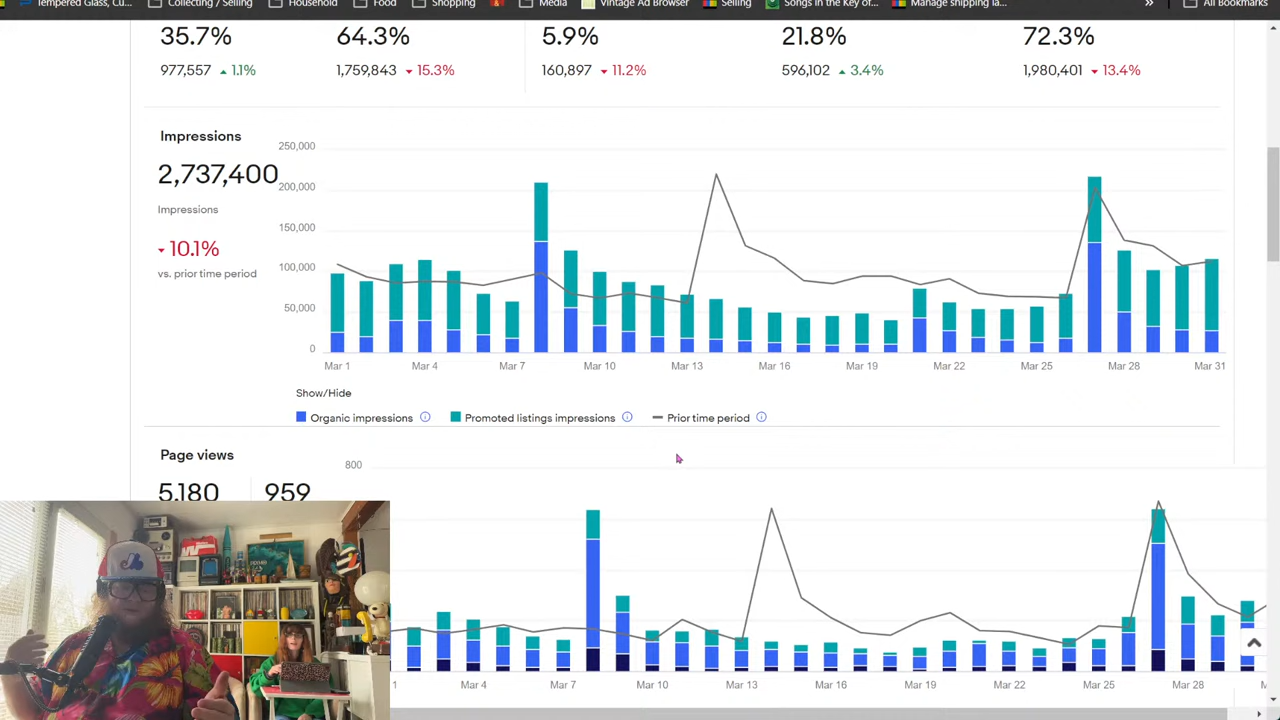 Tempered Glass, Cu... Collecting / Selling Household Food Shopping Media Vintage Ad Browser Selling Songs in the Key of... Manage shipping la... » All Bookmarks
35.7% 64.3% 5.9% 21.8% 72.3%
977,557 1.1% 1,759,843 15.3% 160,897 11.2% 596,102 3.4% 1,980,401 13.4%
Impressions
2,737,400
Impressions
10.1%
vs. prior time period
250,000
200,000
150,000
100,000
50,000
0
Mar 1 Mar 4 Mar 7 Mar 10 Mar 13 Mar 16 Mar 19 Mar 22 Mar 25 Mar 28 Mar 31
Show/Hide
Organic impressions Promoted listings impressions Prior time period
Page views
5,180 959
800
1 Mar 4 Mar 7 Mar 10 Mar 13 Mar 16 Mar 19 Mar 22 Mar 25 Mar 28